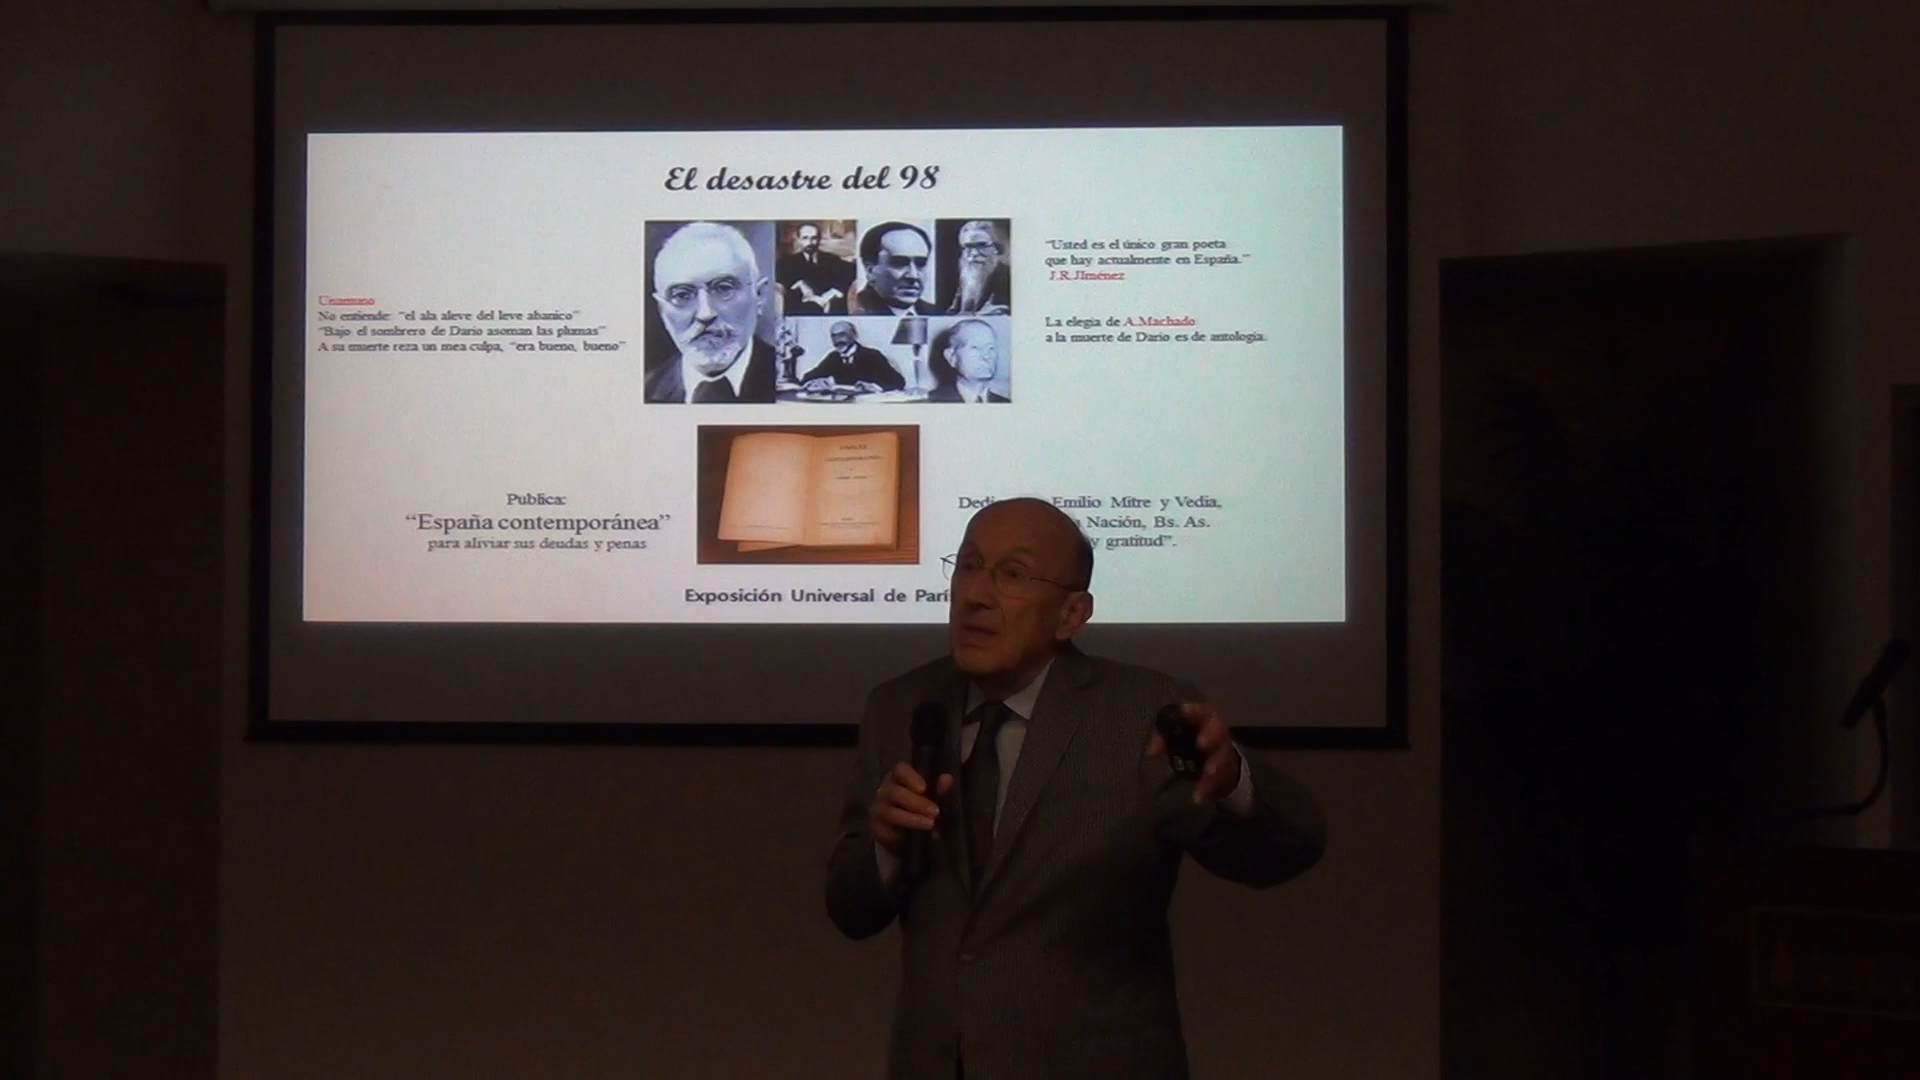 El desastre del 98
"Usted es el único gran poeta
que hay actualmente en España."
J.R.JIménez
Unamuno
No entiende: "el ala aleve del leve abanico"
"Bajo el sombrero de Darío asoman las plumas"
A su muerte reza un mea culpa, "era bueno, bueno"
La elegía de A.Machado
a la muerte de Darío es de antología.
Publica:
"España contemporánea"
para aliviar sus deudas y penas
Emilio Mitre y Vedia,
Nación, Bs. As.
y gratitud".
Exposición Universal de